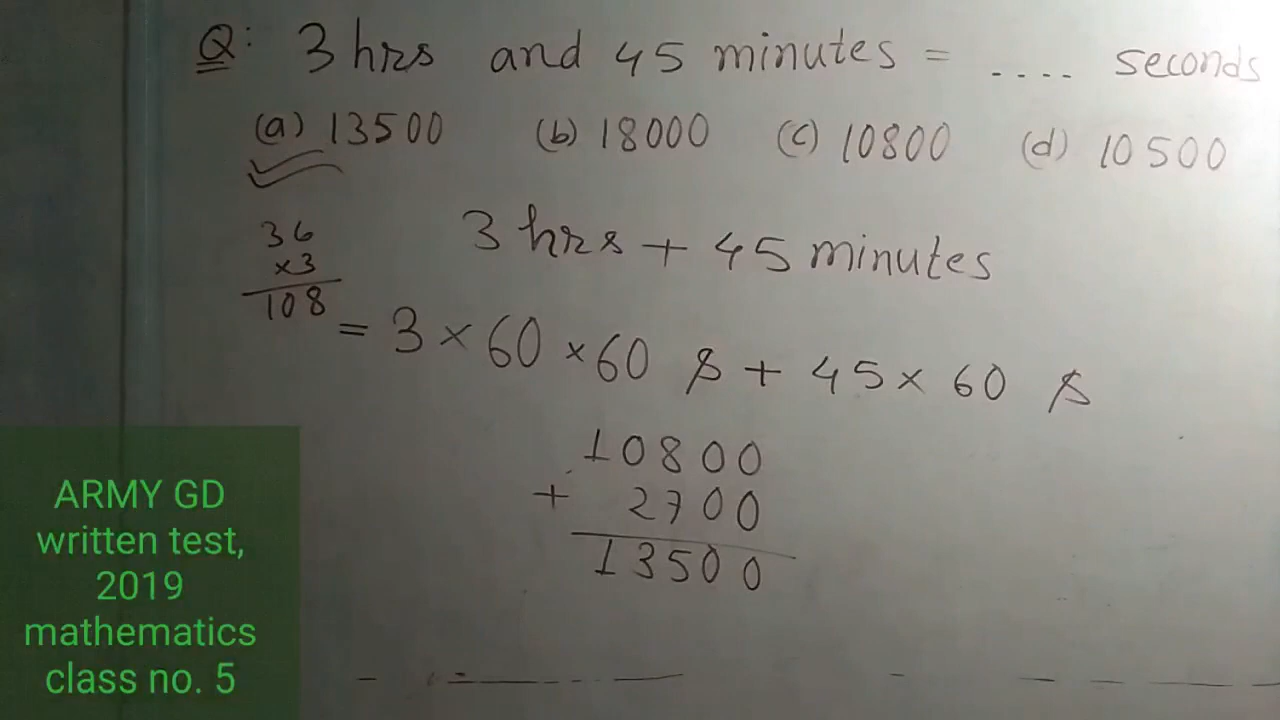 Q: 3 hrs and 45 minutes = .... seconds
(a) 13500 (b) 18000 (c) 10800 (d) 10500
36
×3
108
3 hrs + 45 minutes
= 3 × 60 × 60 s + 45 × 60 s
10800
+ 2700
13500
ARMY GD
written test,
2019
mathematics
class no. 5